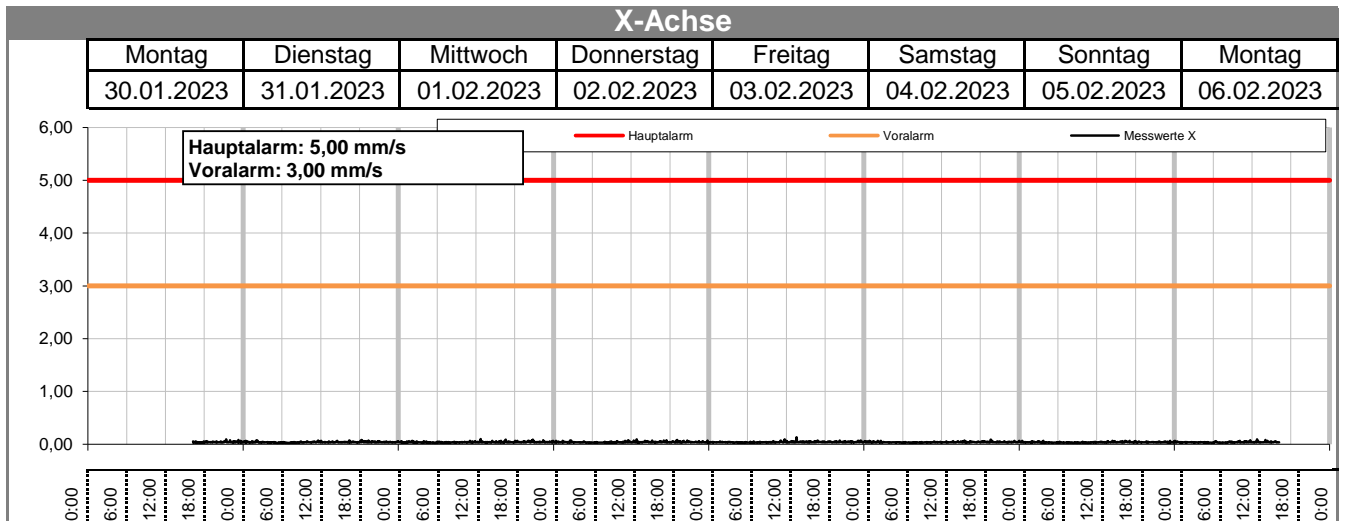 X-Achse
Montag Dienstag Mittwoch Donnerstag Freitag Samstag Sonntag Montag
30.01.2023 31.01.2023 01.02.2023 02.02.2023 03.02.2023 04.02.2023 05.02.2023 06.02.2023
Hauptalarm Voralarm Messwerte X
Hauptalarm: 5,00 mm/s
Voralarm: 3,00 mm/s
6,00
5,00
4,00
3,00
2,00
1,00
0,00
0:00 6:00 12:00 18:00 0:00 6:00 12:00 18:00 0:00 6:00 12:00 18:00 0:00 6:00 12:00 18:00 0:00 6:00 12:00 18:00 0:00 6:00 12:00 18:00 0:00 6:00 12:00 18:00 0:00 6:00 12:00 18:00 0:00